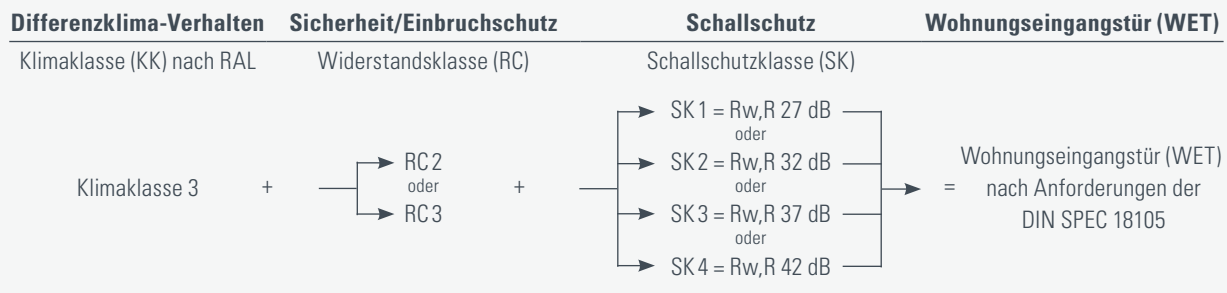 Differenzklima-Verhalten Sicherheit/Einbruchschutz Schallschutz Wohnungseingangstür (WET)
Klimaklasse (KK) nach RAL Widerstandsklasse (RC) Schallschutzklasse (SK)
Klimaklasse 3
+
RC 2
oder
RC 3
+
SK 1 = Rw,R 27 dB
oder
SK 2 = Rw,R 32 dB
oder
SK 3 = Rw,R 37 dB
oder
SK 4 = Rw,R 42 dB
=
Wohnungseingangstür (WET)
nach Anforderungen der
DIN SPEC 18105